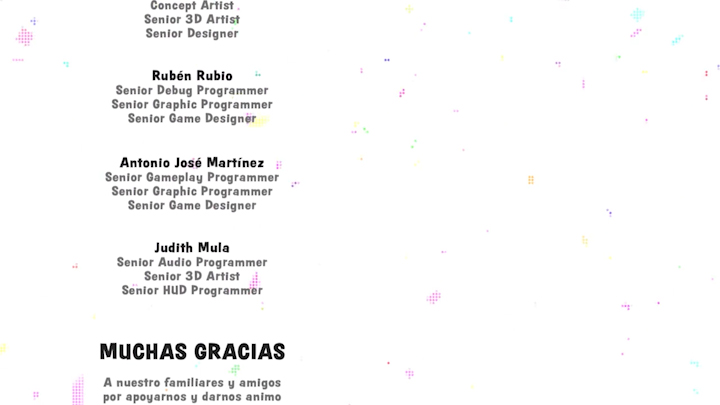 Concept Artist
Senior 3D Artist
Senior Designer
Rubén Rubio
Senior Debug Programmer
Senior Graphic Programmer
Senior Game Designer
Antonio José Martínez
Senior Gameplay Programmer
Senior Graphic Programmer
Senior Game Designer
Judith Mula
Senior Audio Programmer
Senior 3D Artist
Senior HUD Programmer
MUCHAS GRACIAS
A nuestro familiares y amigos
por apoyarnos y darnos animo